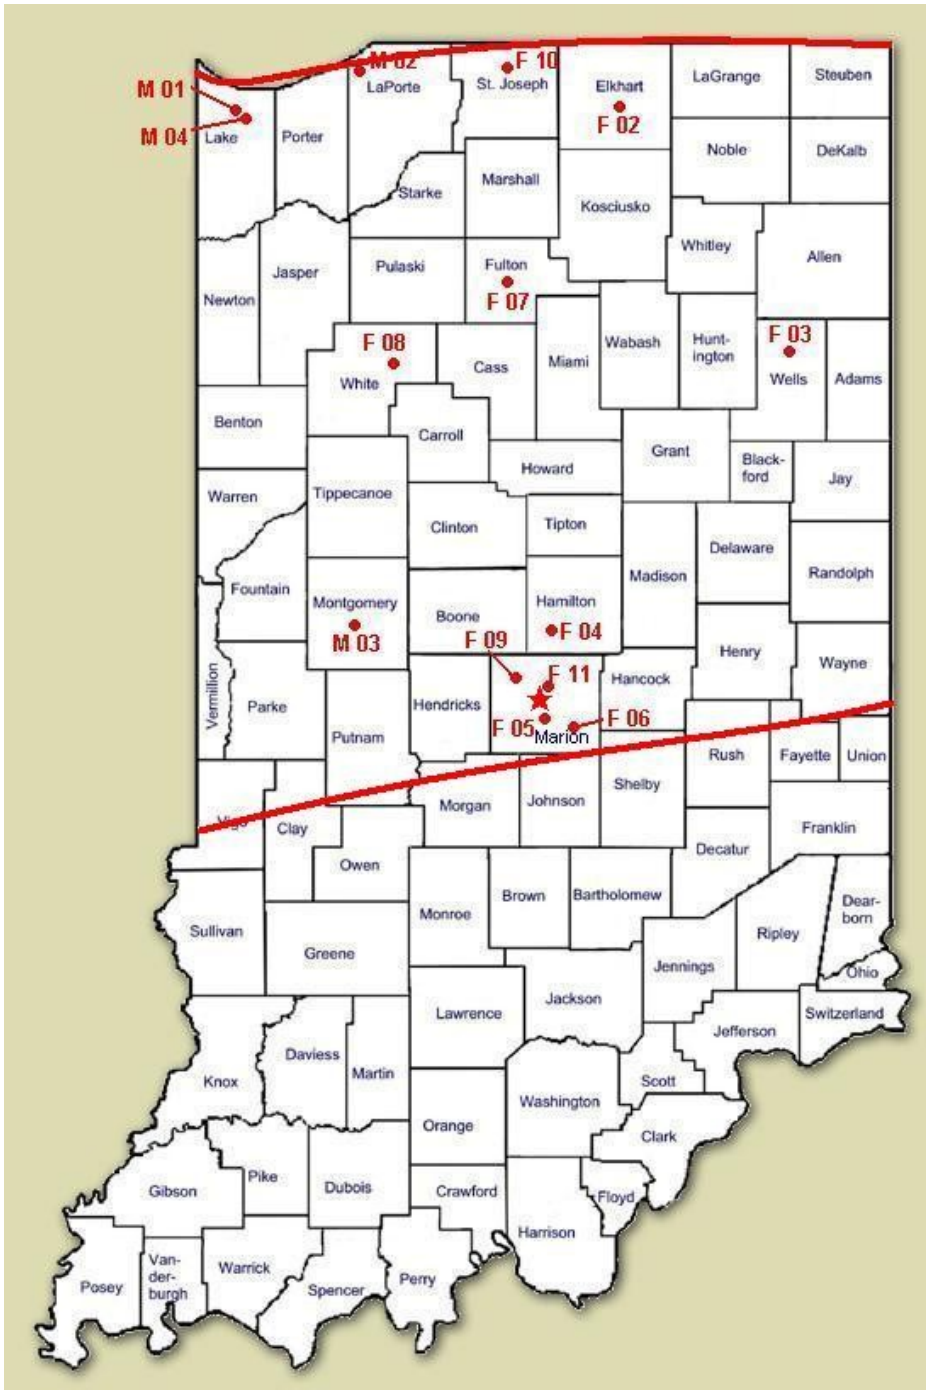 M 02
F 10
M 01
LaPorte
St. Joseph
Elkhart
LaGrange
Steuben
M 04
Lake
Porter
F 02
Noble
DeKalb
Starke
Marshall
Kosciusko
Whitley
Allen
Newton
Jasper
Pulaski
Fulton
F 07
F 08
White
Cass
Miami
Wabash
Hunt-
ington
F 03
Wells
Adams
Benton
Carroll
Howard
Grant
Black-
ford
Jay
Warren
Tippecanoe
Clinton
Tipton
Madison
Delaware
Randolph
Fountain
Montgomery
M 03
Boone
Hamilton
F 04
F 09
Henry
Wayne
Vermillion
Parke
Putnam
Hendricks
F 11
Hancock
F 05
Marion
F 06
Rush
Fayette
Union
Vigo
Clay
Morgan
Johnson
Shelby
Franklin
Owen
Decatur
Sullivan
Greene
Monroe
Brown
Bartholomew
Jennings
Ripley
Dear-
born
Ohio
Knox
Daviess
Martin
Lawrence
Jackson
Jefferson
Switzerland
Scott
Orange
Washington
Clark
Gibson
Pike
Dubois
Crawford
Harrison
Floyd
Posey
Van-
der-
burgh
Warrick
Spencer
Perry